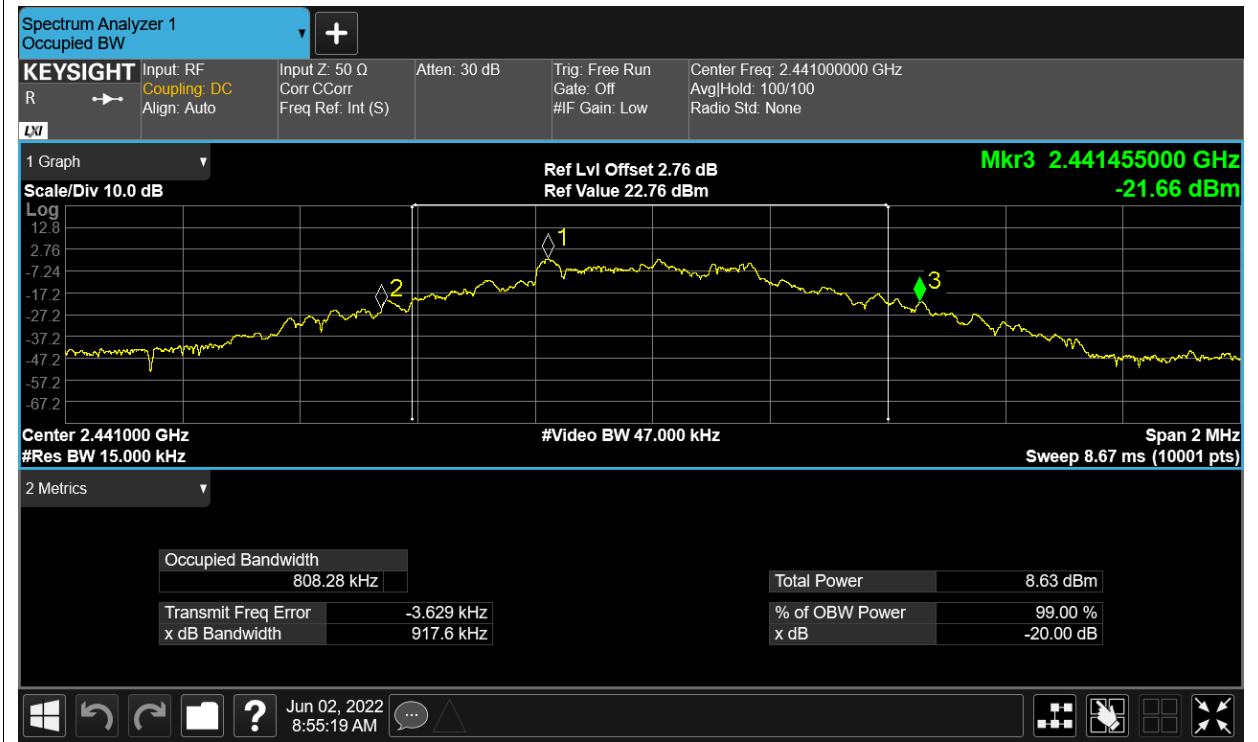 Spectrum Analyzer 1
Occupied BW
KEYSIGHT
R
LXI
Input: RF
Coupling: DC
Align: Auto
Input Z: 50 Ω
Corr CCorr
Freq Ref: Int (S)
Atten: 30 dB
Trig: Free Run
Gate: Off
#IF Gain: Low
Center Freq: 2.441000000 GHz
Avg|Hold: 100/100
Radio Std: None
1 Graph
Scale/Div 10.0 dB
Ref Lvl Offset 2.76 dB
Ref Value 22.76 dBm
Mkr3 2.441455000 GHz
-21.66 dBm
Log
12.8
2.76
-7.24
-17.2
-27.2
-37.2
-47.2
-57.2
-67.2
1
2
3
Center 2.441000 GHz
#Video BW 47.000 kHz
Span 2 MHz
#Res BW 15.000 kHz
Sweep 8.67 ms (10001 pts)
2 Metrics
Occupied Bandwidth
808.28 kHz
Transmit Freq Error -3.629 kHz
x dB Bandwidth 917.6 kHz
Total Power 8.63 dBm
% of OBW Power 99.00 %
x dB -20.00 dB
?
Jun 02, 2022
8:55:19 AM